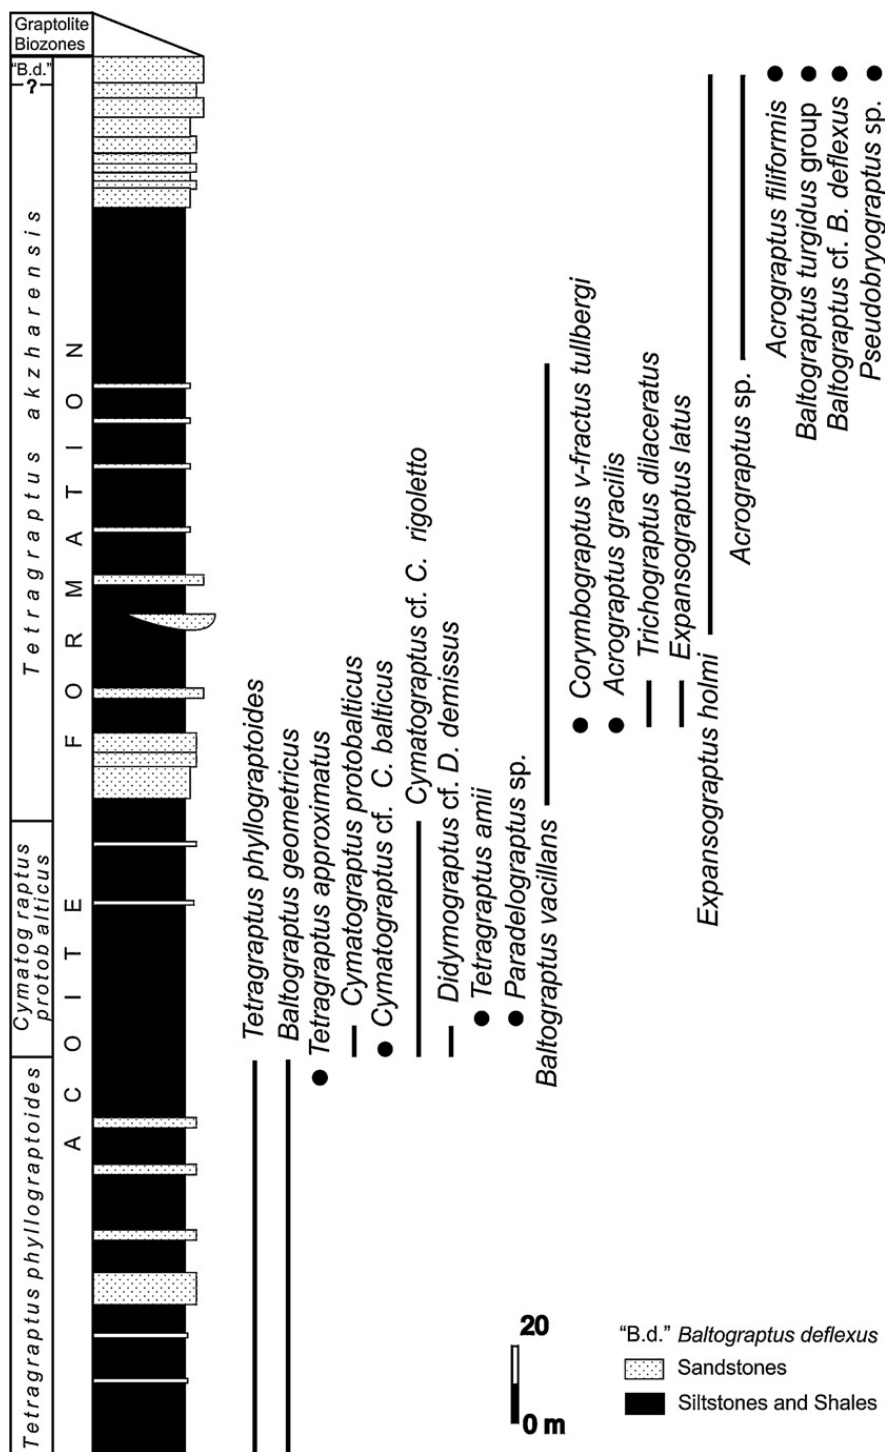 Graptolite
Biozones
"B.d."
?
Tetragraptus akzharensis
Cymatograptus
protobalticus
Tetragraptus phyllograptoides
ACOITE FORMATION
Tetragraptus phyllograptoides
Baltograptus geometricus
Tetragraptus approximatus
Cymatograptus protobalticus
Cymatograptus cf. C. balticus
Cymatograptus cf. C. rigoletto
Didymograptus cf. D. demissus
Tetragraptus amii
Paradelograptus sp.
Baltograptus vacillans
Corymbograptus v-fractus tullbergi
Acrograptus gracilis
Trichograptus dilaceratus
Expansograptus latus
Expansograptus holmi
Acrograptus sp.
Acrograptus filiformis
Baltograptus turgidus group
Baltograptus cf. B. deflexus
Pseudobryograptus sp.
20
0 m
"B.d." Baltograptus deflexus
Sandstones
Siltstones and Shales